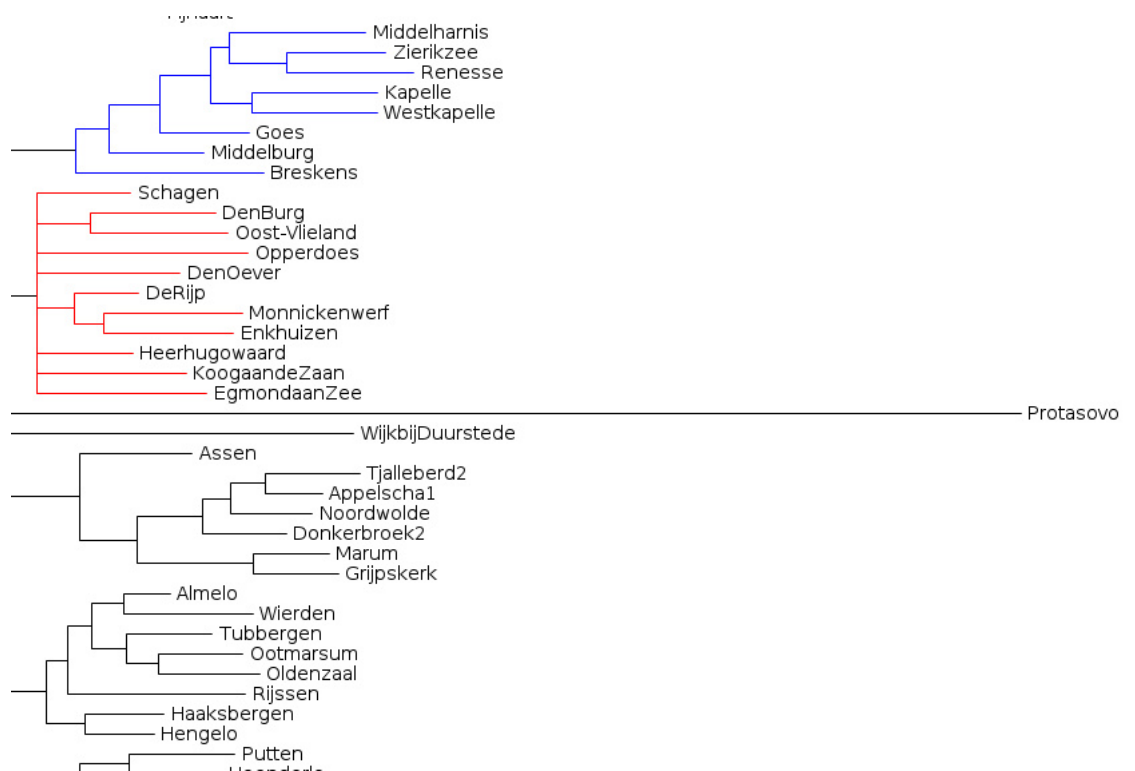 Middelharnis
Zierikzee
Renesse
Kapelle
Westkapelle
Goes
Middelburg
Breskens
Schagen
DenBurg
Oost-Vlieland
Opperdoes
DenOever
DeRijp
Monnickenwerf
Enkhuizen
Heerhugowaard
KoogaandeZaan
EgmondaanZee
Protasovo
WijkbijDuurstede
Assen
Tjalleberd2
Appelscha1
Noordwolde
Donkerbroek2
Marum
Grijpskerk
Almelo
Wierden
Tubbergen
Ootmarsum
Oldenzaal
Rijssen
Haaksbergen
Hengelo
Putten